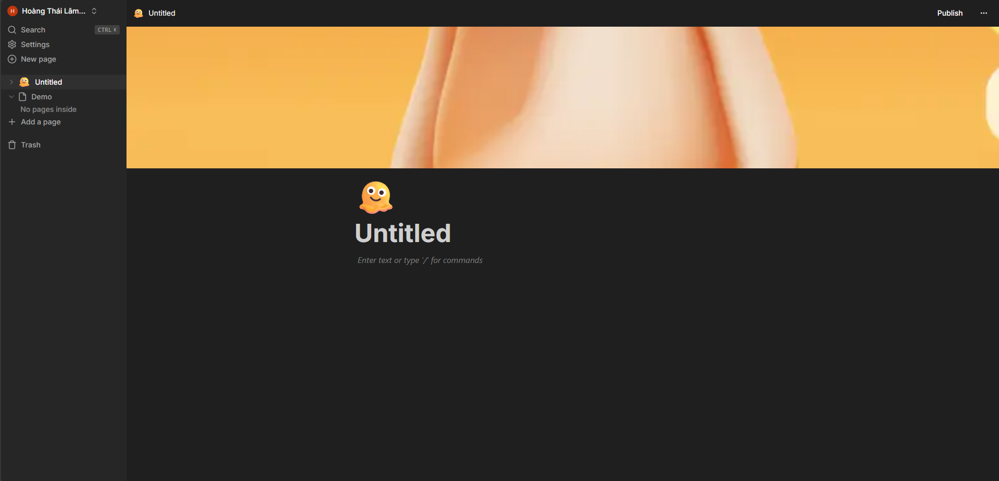 H Hoàng Thái Lâm...
Search CTRL K
Settings
New page
Untitled
Demo
No pages inside
Add a page
Trash
Untitled
Publish
Untitled
Enter text or type '/' for commands